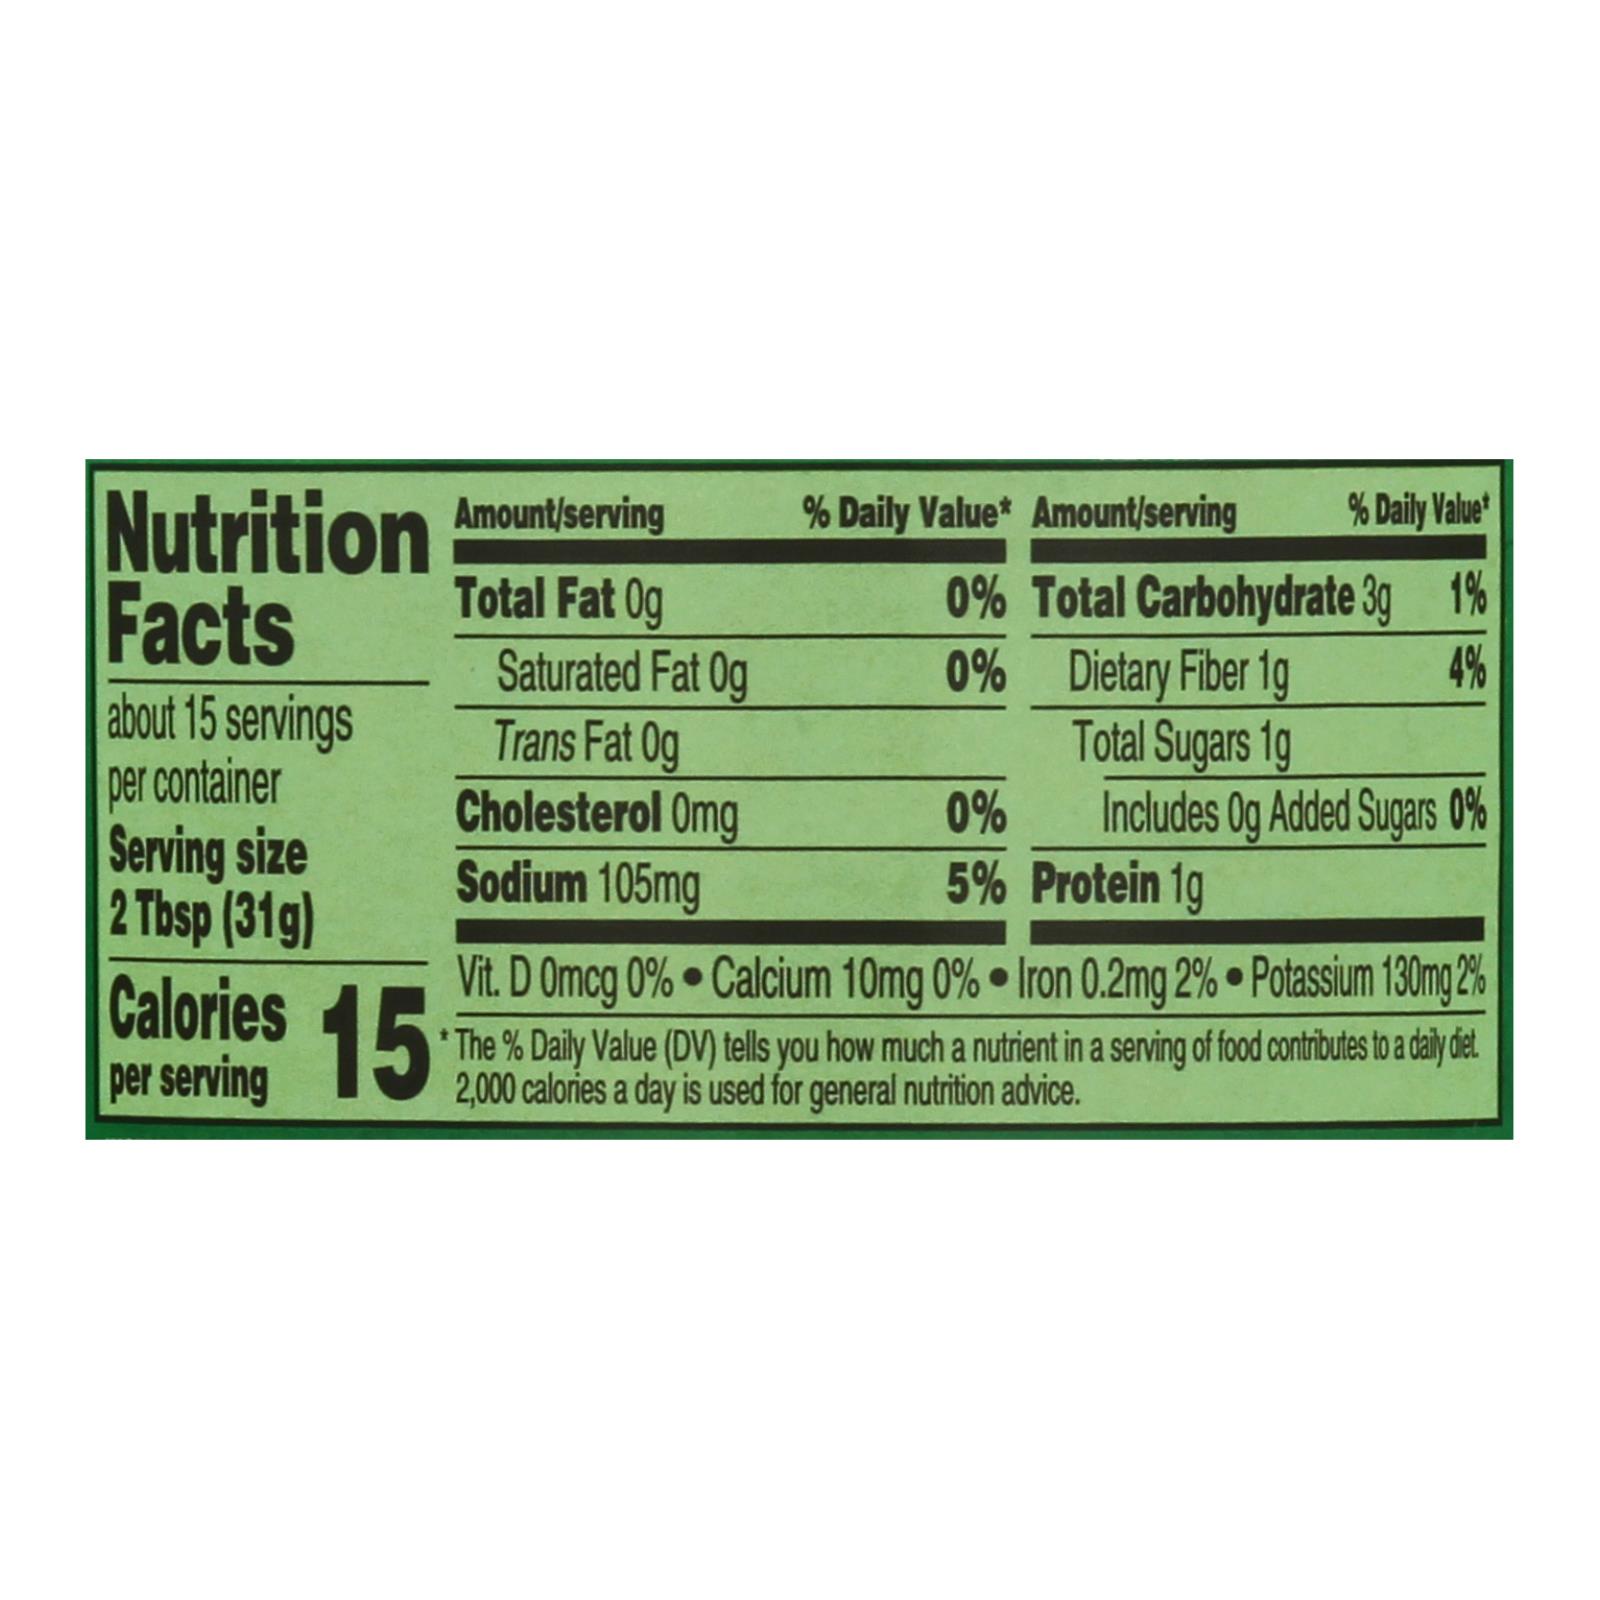 Nutrition
Facts
about 15 servings
per container
Serving size
2 Tbsp (31g)
Calories 15
per serving
Amount/serving % Daily Value*
Total Fat 0g 0%
Saturated Fat 0g 0%
Trans Fat 0g
Cholesterol 0mg 0%
Sodium 105mg 5%
Amount/serving % Daily Value*
Total Carbohydrate 3g 1%
Dietary Fiber 1g 4%
Total Sugars 1g
Includes 0g Added Sugars 0%
Protein 1g
Vit. D 0mcg 0% • Calcium 10mg 0% • Iron 0.2mg 2% • Potassium 130mg 2%
* The % Daily Value (DV) tells you how much a nutrient in a serving of food contributes to a daily diet.
2,000 calories a day is used for general nutrition advice.